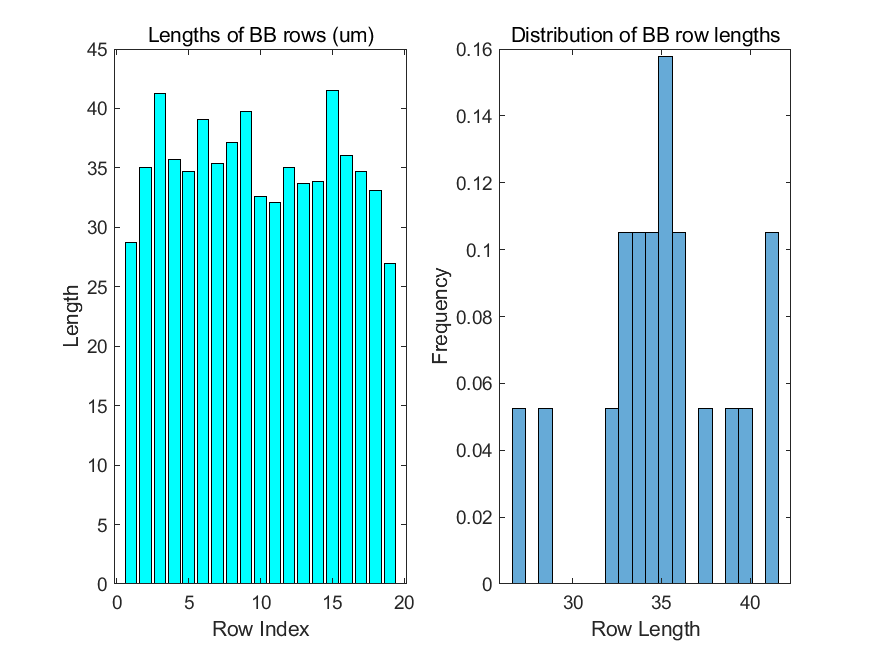 Lengths of BB rows (um)
45
40
35
30
25
20
15
10
5
0
Length
0 5 10 15 20
Row Index
Distribution of BB row lengths
0.16
0.14
0.12
0.1
0.08
0.06
0.04
0.02
0
Frequency
30 35 40
Row Length